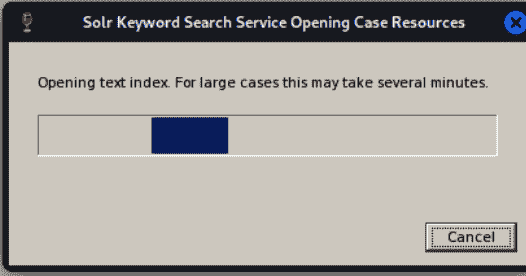 Solr Keyword Search Service Opening Case Resources
Opening text index. For large cases this may take several minutes.
Cancel